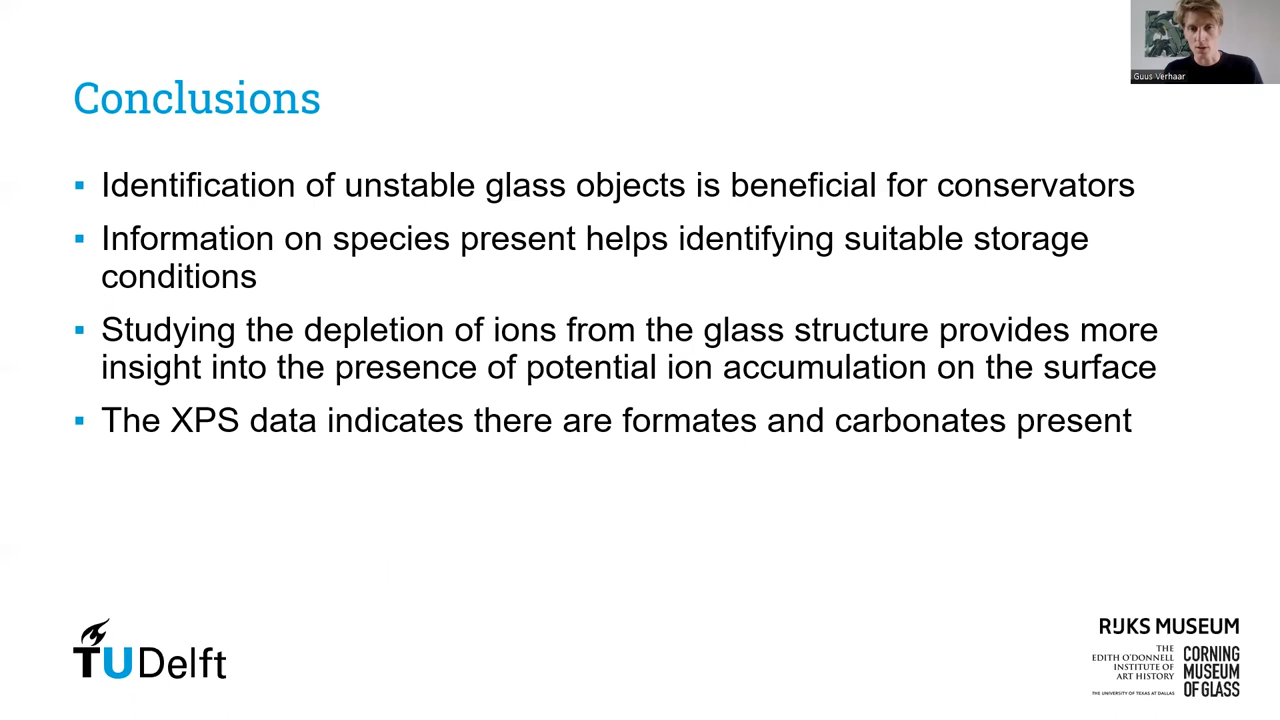 Guus Verhaar
Conclusions
▪ Identification of unstable glass objects is beneficial for conservators
▪ Information on species present helps identifying suitable storage
conditions
▪ Studying the depletion of ions from the glass structure provides more
insight into the presence of potential ion accumulation on the surface
▪ The XPS data indicates there are formates and carbonates present
TU Delft
RIJKS MUSEUM
THE
EDITH O'DONNELL
INSTITUTE OF
ART HISTORY
THE UNIVERSITY OF TEXAS AT DALLAS
CORNING
MUSEUM
OF GLASS